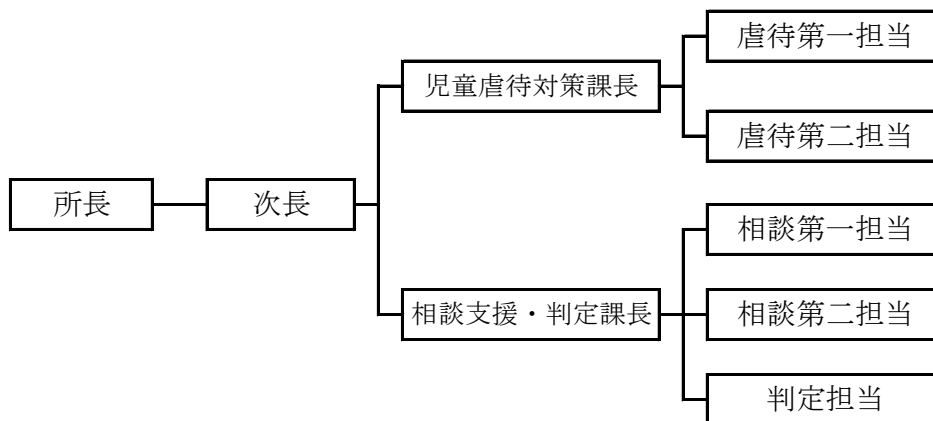 所長
次長
児童虐待対策課長
虐待第一担当
虐待第二担当
相談支援・判定課長
相談第一担当
相談第二担当
判定担当